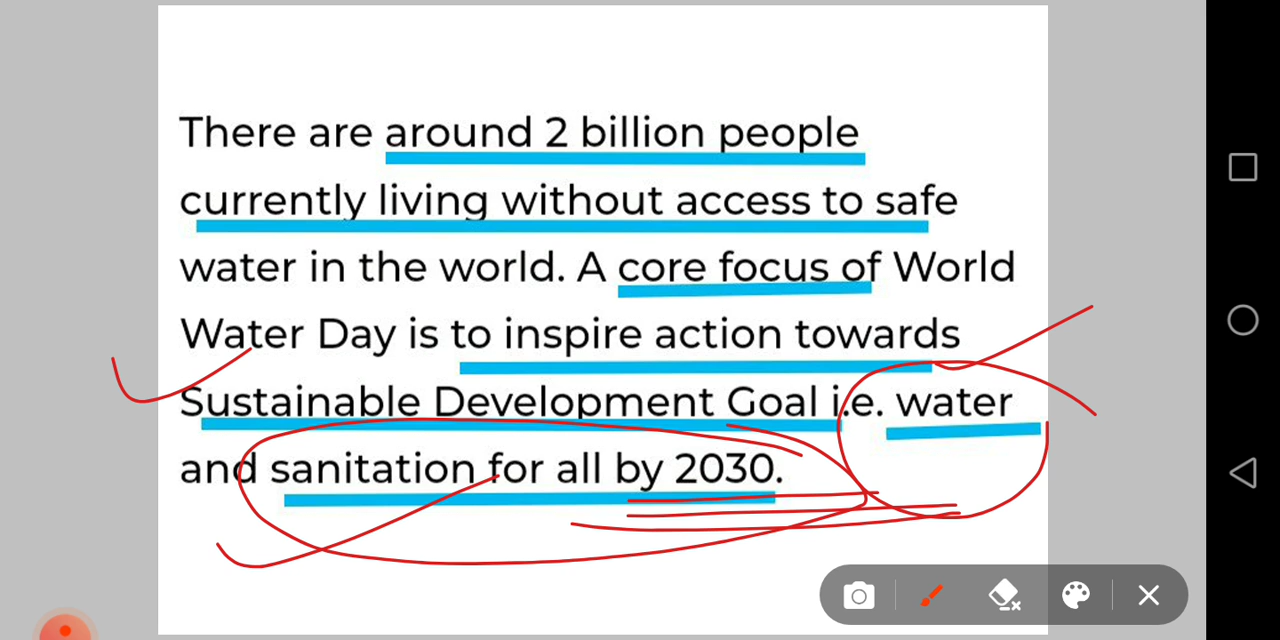 There are around 2 billion people
currently living without access to safe
water in the world. A core focus of World
Water Day is to inspire action towards
Sustainable Development Goal i.e. water
and sanitation for all by 2030.